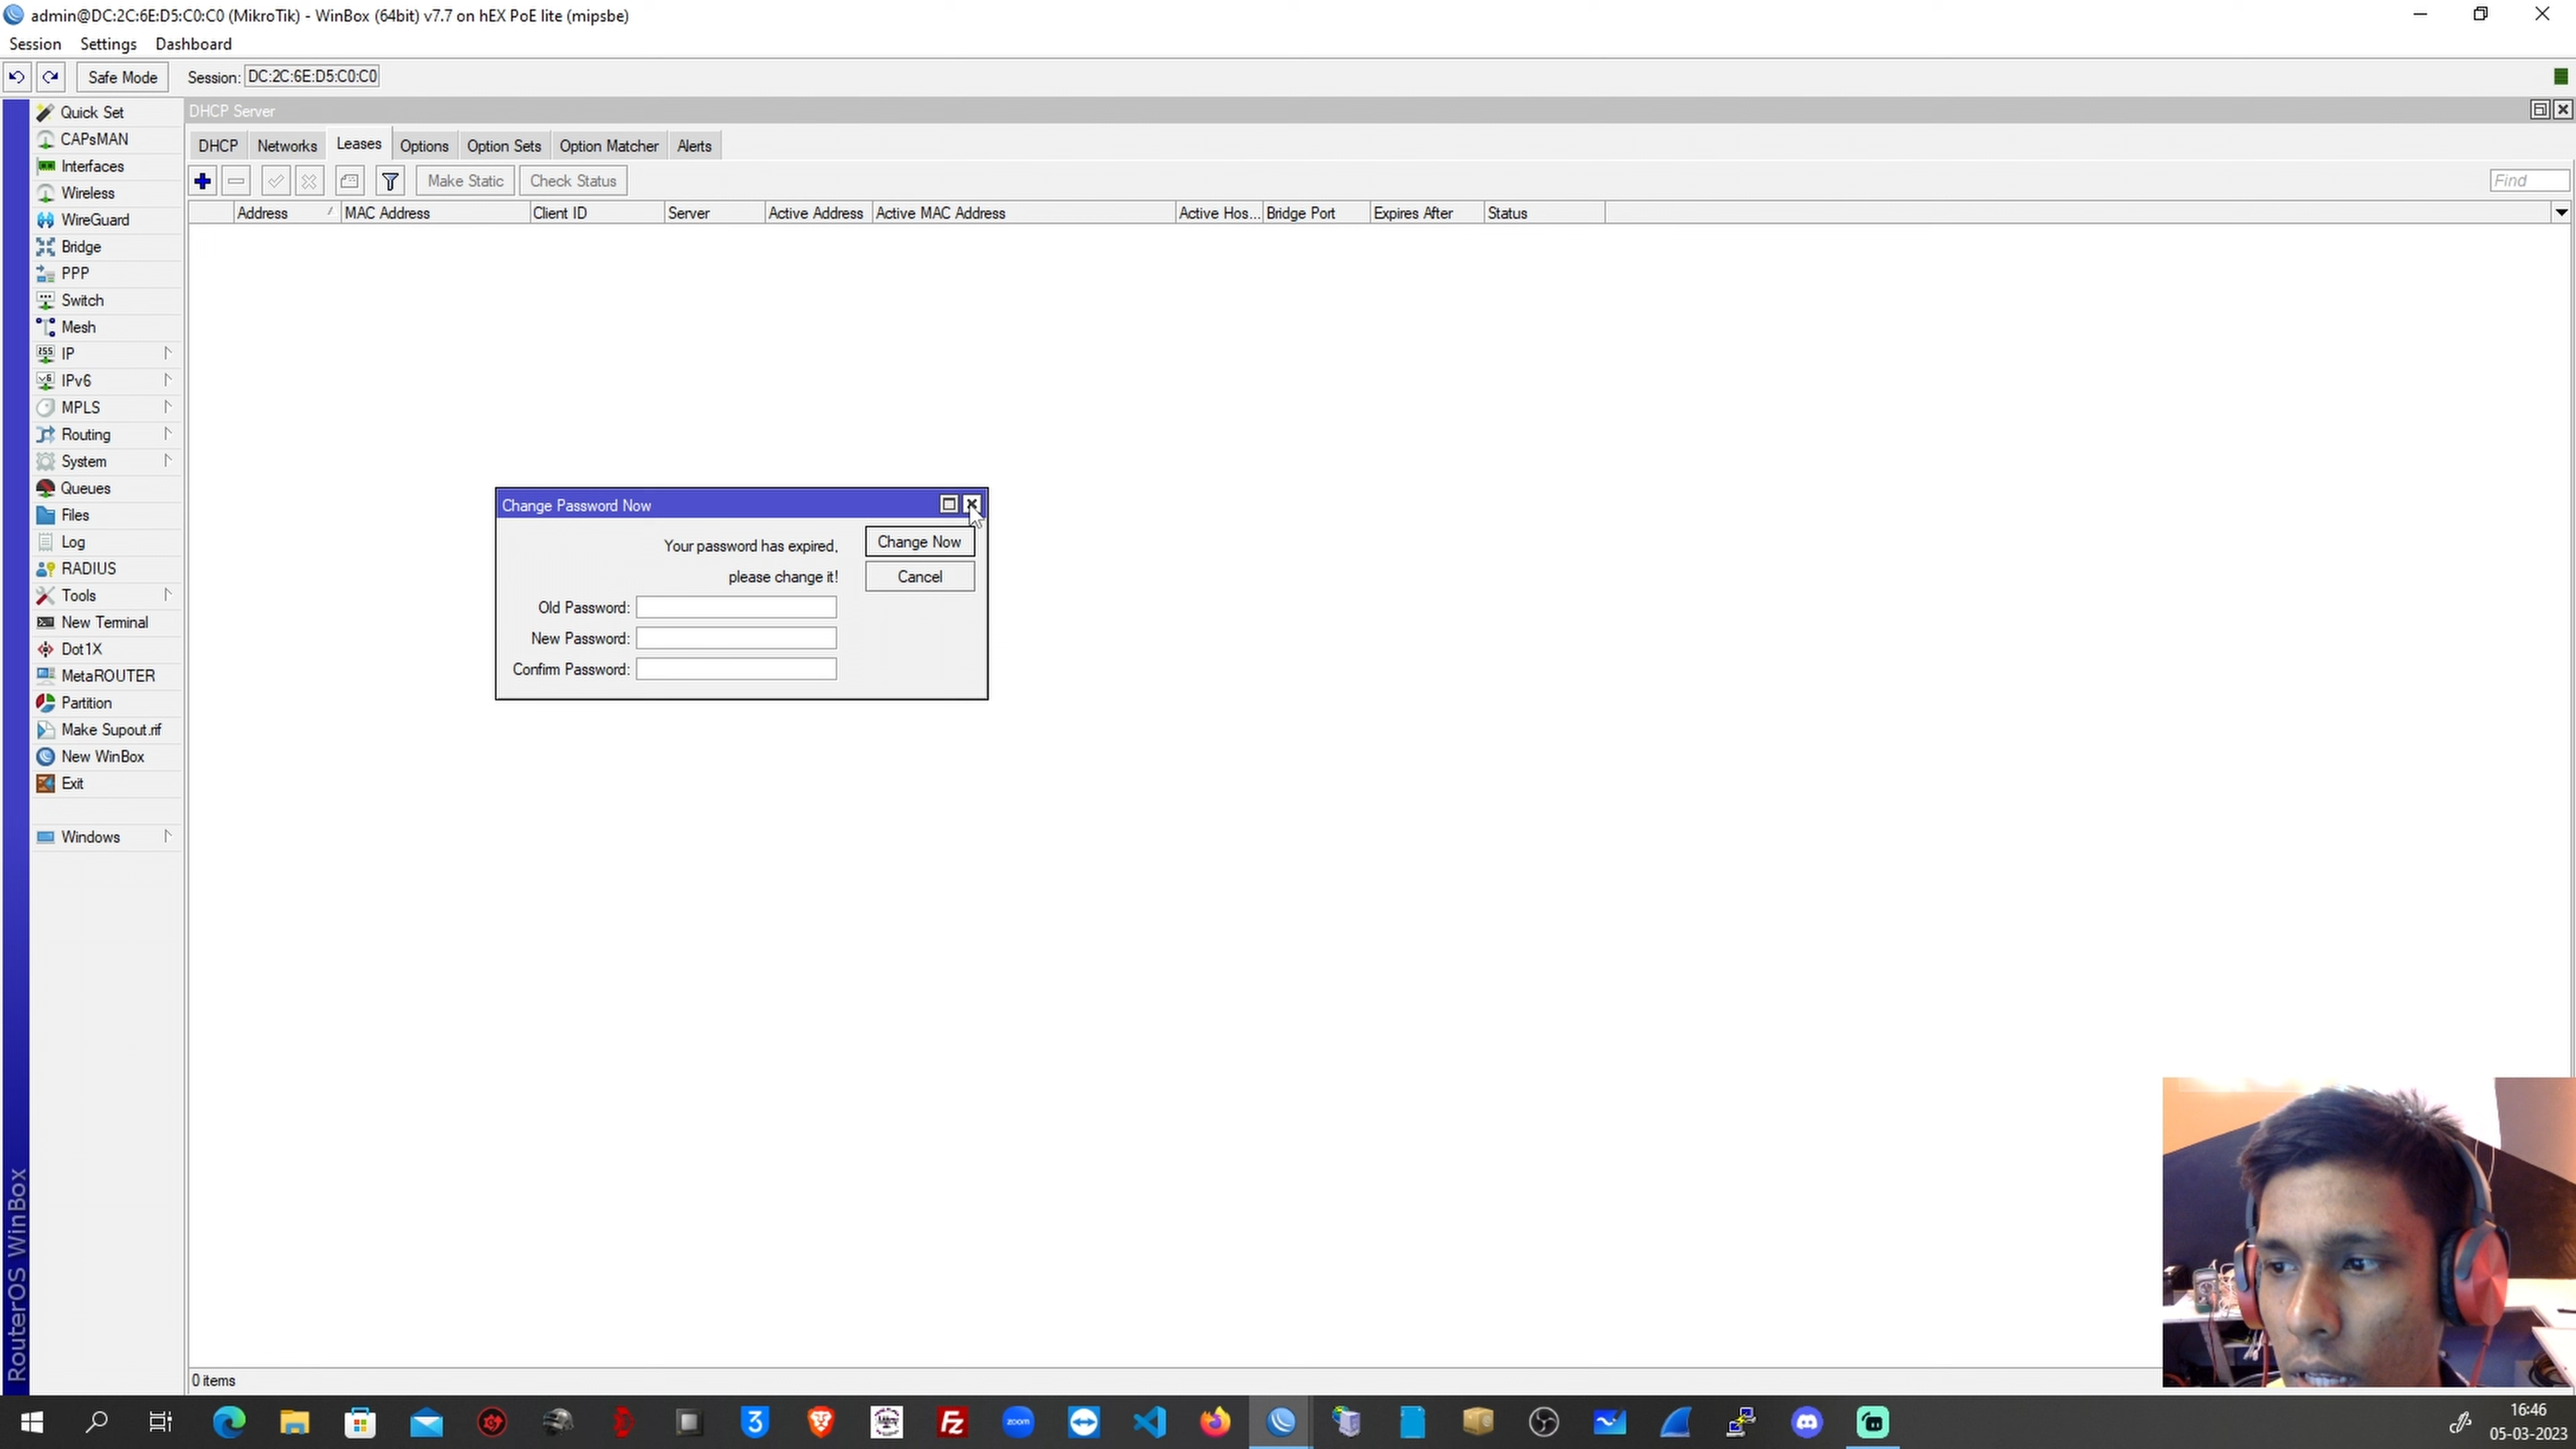 admin@DC:2C:6E:D5:C0:C0 (MikroTik) - WinBox (64bit) v7.7 on hEX PoE lite (mipsbe)
Session Settings Dashboard
Safe Mode Session: DC:2C:6E:D5:C0:C0
Quick Set
CAPsMAN
Interfaces
Wireless
WireGuard
Bridge
PPP
Switch
Mesh
IP
IPv6
MPLS
Routing
System
Queues
Files
Log
RADIUS
Tools
New Terminal
Dot1X
MetaROUTER
Partition
Make Supout.rif
New WinBox
Exit
Windows
RouterOS WinBox
DHCP Server
DHCP Networks Leases Options Option Sets Option Matcher Alerts
Make Static Check Status Find
Address MAC Address Client ID Server Active Address Active MAC Address Active Hos... Bridge Port Expires After Status
Change Password Now
Your password has expired,
please change it!
Change Now
Cancel
Old Password:
New Password:
Confirm Password:
0 items
zoom
16:46
05-03-2023